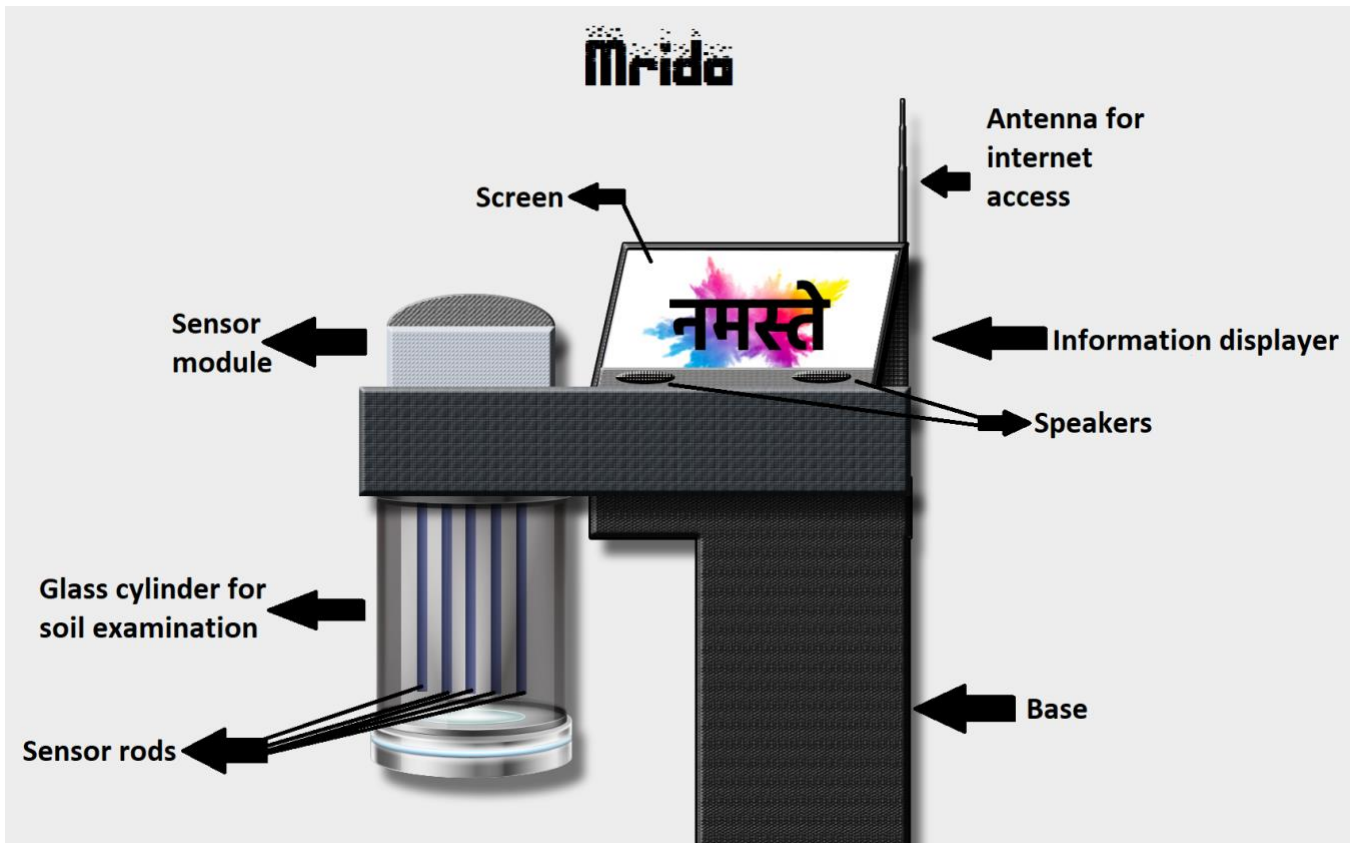 Mrida
Antenna for
internet
access
Screen
नमस्ते
Sensor
module
Information displayer
Speakers
Glass cylinder for
soil examination
Base
Sensor rods